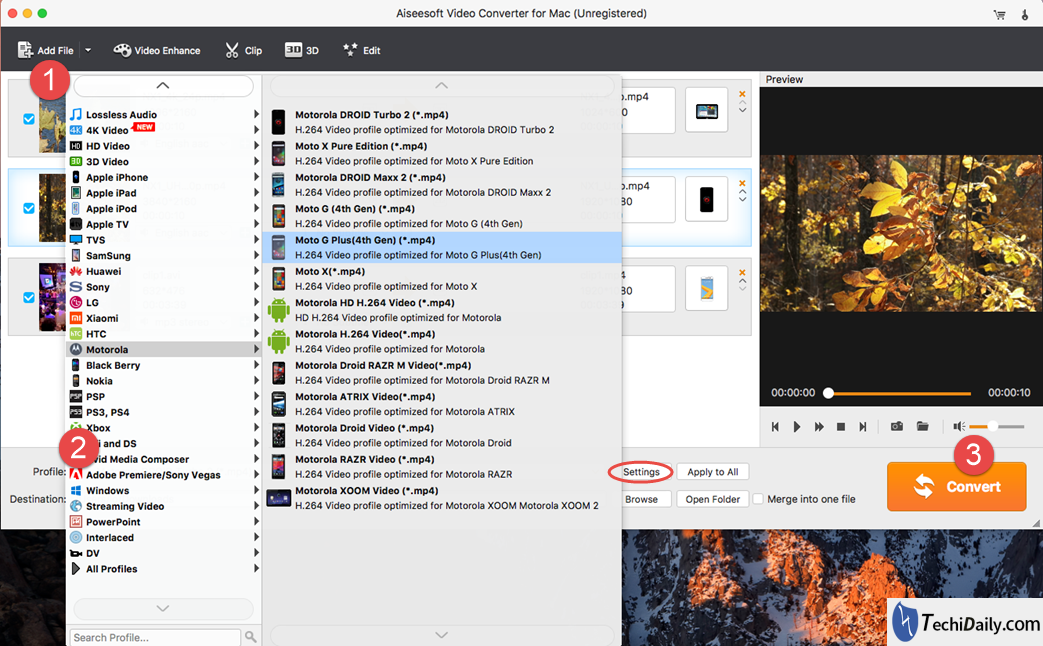 Aiseesoft Video Converter for Mac (Unregistered)
Add File
Video Enhance
Clip
3D 3D
Edit
1
Preview
Lossless Audio
4K Video NEW
HD Video
3D Video
Apple iPhone
Apple iPad
Apple iPod
Apple TV
TVS
SamSung
Huawei
Sony
LG
Xiaomi
HTC
Motorola
Black Berry
Nokia
PSP
PS3, PS4
Xbox
ii and DS
vid Media Composer
Adobe Premiere/Sony Vegas
Windows
Streaming Video
PowerPoint
Interlaced
DV
All Profiles
Search Profile...
Motorola DROID Turbo 2 (*.mp4)
H.264 Video profile optimized for Motorola DROID Turbo 2
Moto X Pure Edition (*.mp4)
H.264 Video profile optimized for Moto X Pure Edition
Motorola DROID Maxx 2 (*.mp4)
H.264 Video profile optimized for Motorola DROID Maxx 2
Moto G (4th Gen) (*.mp4)
H.264 Video profile optimized for Moto G (4th Gen)
Moto G Plus(4th Gen) (*.mp4)
H.264 Video profile optimized for Moto G Plus(4th Gen)
Moto X(*.mp4)
H.264 Video profile optimized for Moto X
Motorola HD H.264 Video (*.mp4)
HD H.264 Video profile optimized for Motorola
Motorola H.264 Video(*.mp4)
H.264 Video profile optimized for Motorola
Motorola Droid RAZR M Video(*.mp4)
H.264 Video profile optimized for Motorola Droid RAZR M
Motorola ATRIX Video(*.mp4)
H.264 Video profile optimized for Motorola ATRIX
Motorola Droid Video (*.mp4)
H.264 Video profile optimized for Motorola Droid
Motorola RAZR Video (*.mp4)
H.264 Video profile optimized for Motorola RAZR
Motorola XOOM Video (*.mp4)
H.264 Video profile optimized for Motorola XOOM Motorola XOOM 2
o.mp4
0
o.mp4
80
4
80
9
00:00:00
00:00:10
2
Profile:
Settings
Apply to All
3
Convert
Destination:
Browse
Open Folder
Merge into one file
TechiDaily.com